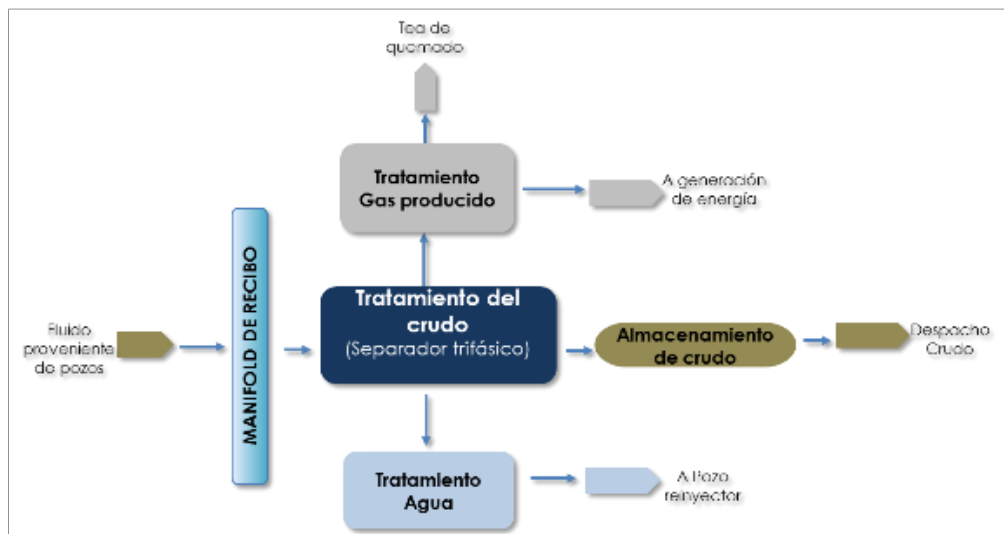 Tea de
quemado
Tratamiento
Gas producido
A generación
de energía
MANIFOLD DE RECIBO
Tratamiento del
crudo
(Separador trifásico)
Fluido
proveniente
de pozos
Almacenamiento
de crudo
Despacho
Crudo
Tratamiento
Agua
A Pozo
reinyector